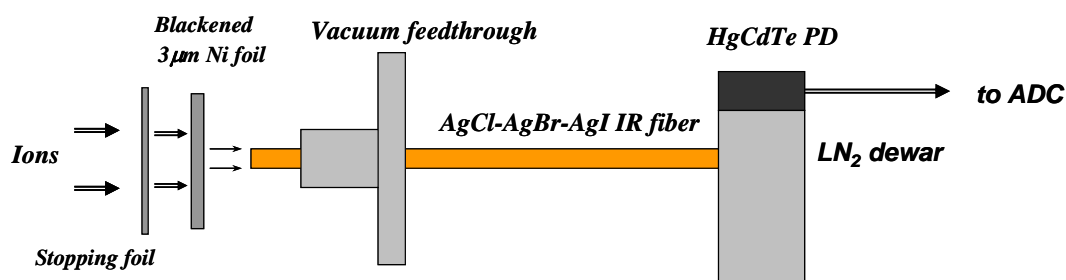 Blackened
3µm Ni foil
Vacuum feedthrough
HgCdTe PD
to ADC
AgCl-AgBr-AgI IR fiber
Ions
LN₂ dewar
Stopping foil